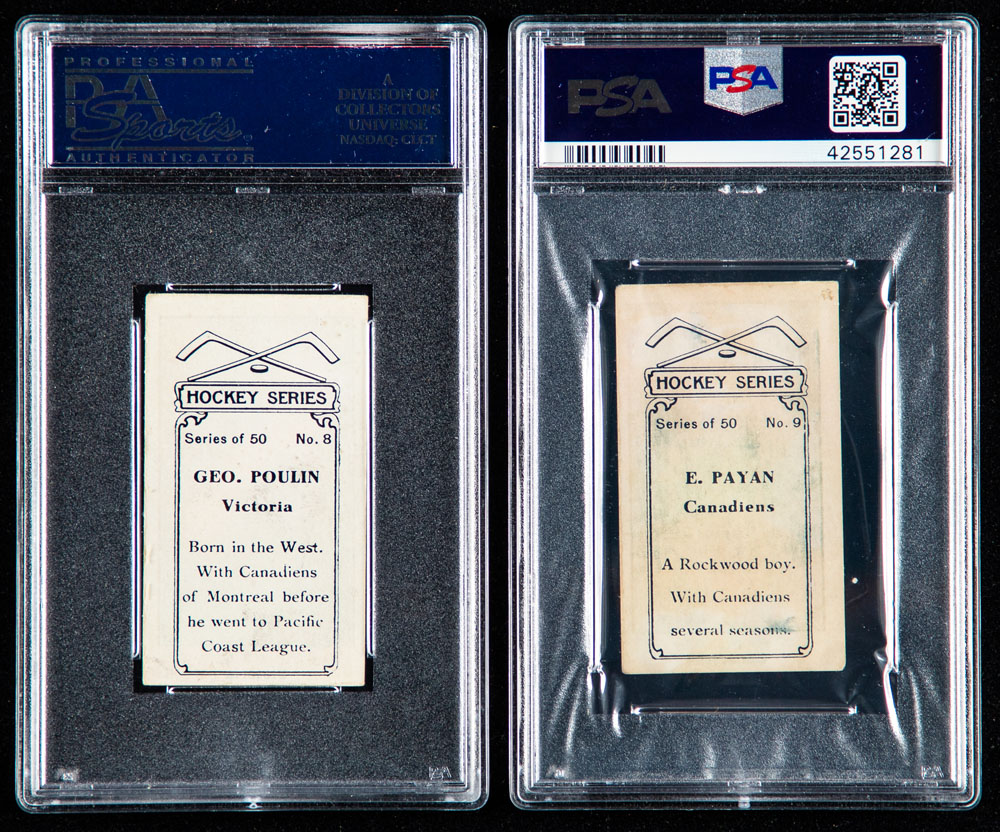 PROFESSIONAL
PSA
Sports
AUTHENTICATOR
A
DIVISION OF
COLLECTORS
UNIVERSE
NASDAQ: CLCT
HOCKEY SERIES
Series of 50 No. 8
GEO. POULIN
Victoria
Born in the West.
With Canadiens
of Montreal before
he went to Pacific
Coast League.
PSA
PSA
42551281
HOCKEY SERIES
Series of 50 No. 9
E. PAYAN
Canadiens
A Rockwood boy.
With Canadiens
several seasons.